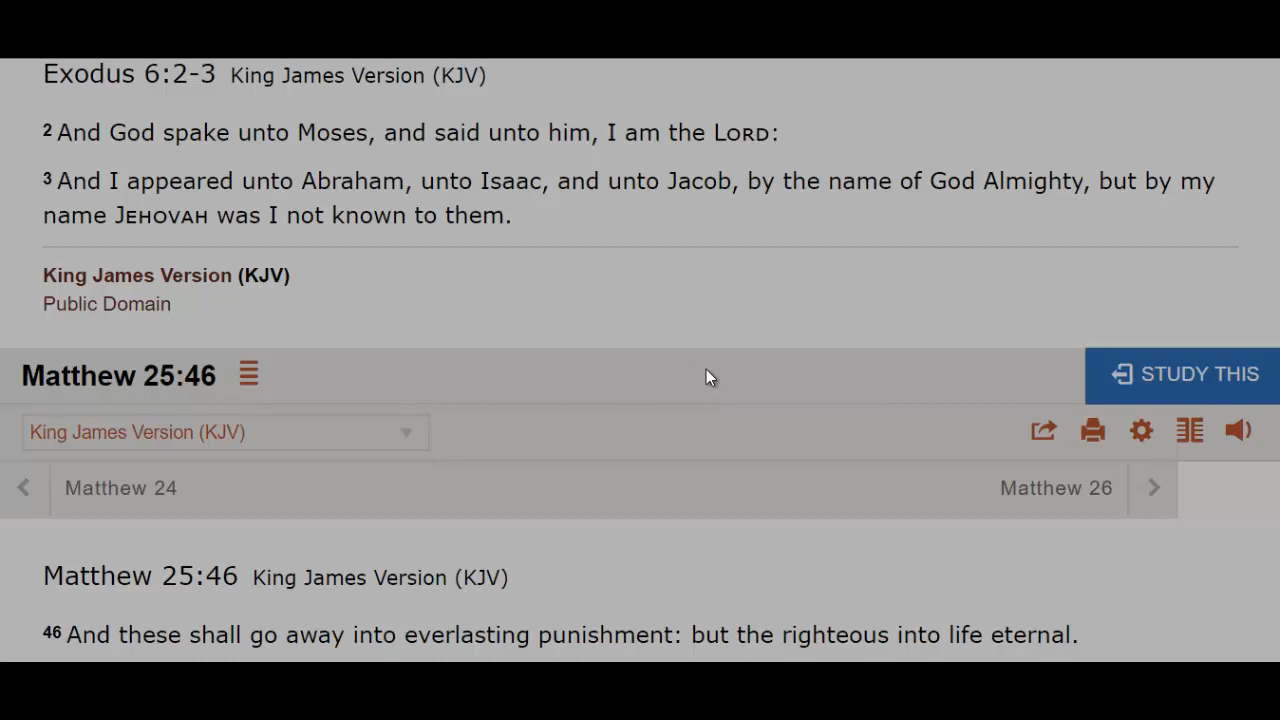 Exodus 6:2-3 King James Version (KJV)
2 And God spake unto Moses, and said unto him, I am the LORD:
3 And I appeared unto Abraham, unto Isaac, and unto Jacob, by the name of God Almighty, but by my
name JEHOVAH was I not known to them.
King James Version (KJV)
Public Domain
Matthew 25:46 STUDY THIS
King James Version (KJV)
Matthew 24 Matthew 26
Matthew 25:46 King James Version (KJV)
46 And these shall go away into everlasting punishment: but the righteous into life eternal.